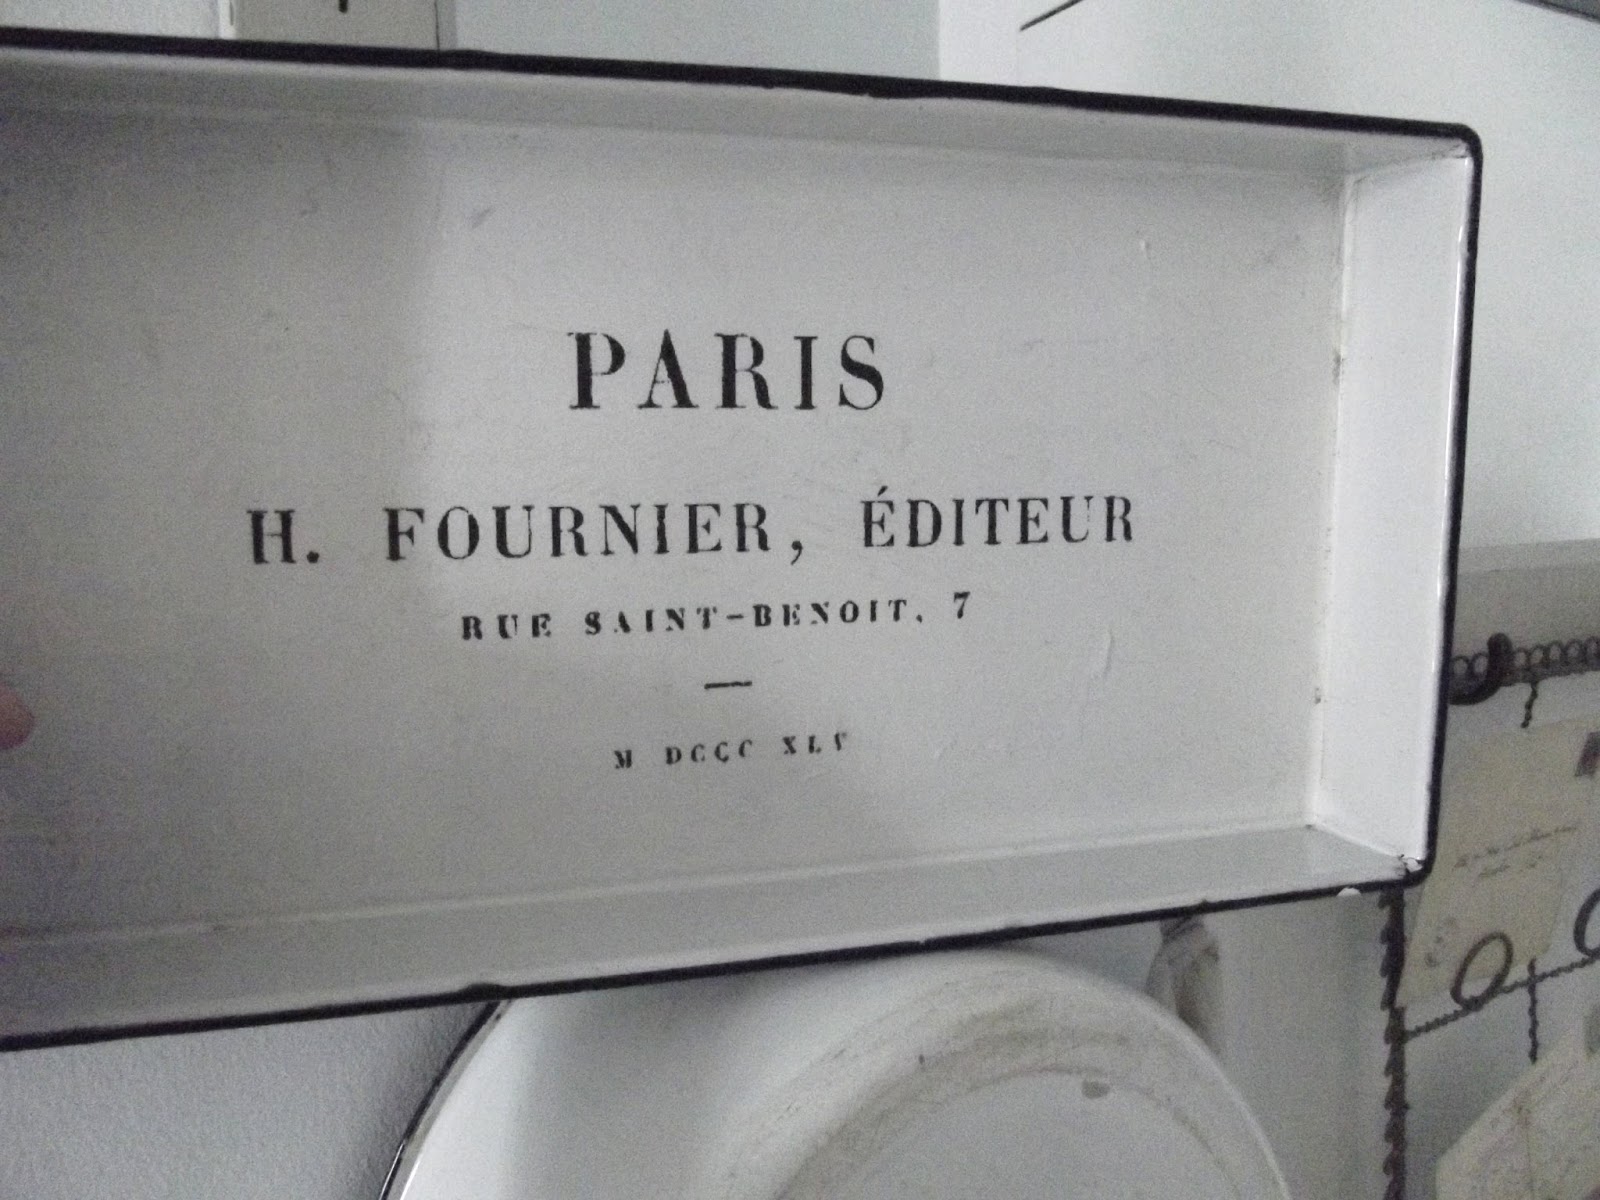 PARIS
H. FOURNIER, ÉDITEUR
RUE SAINT-BENOIT, 7
—
M DCCC XLV